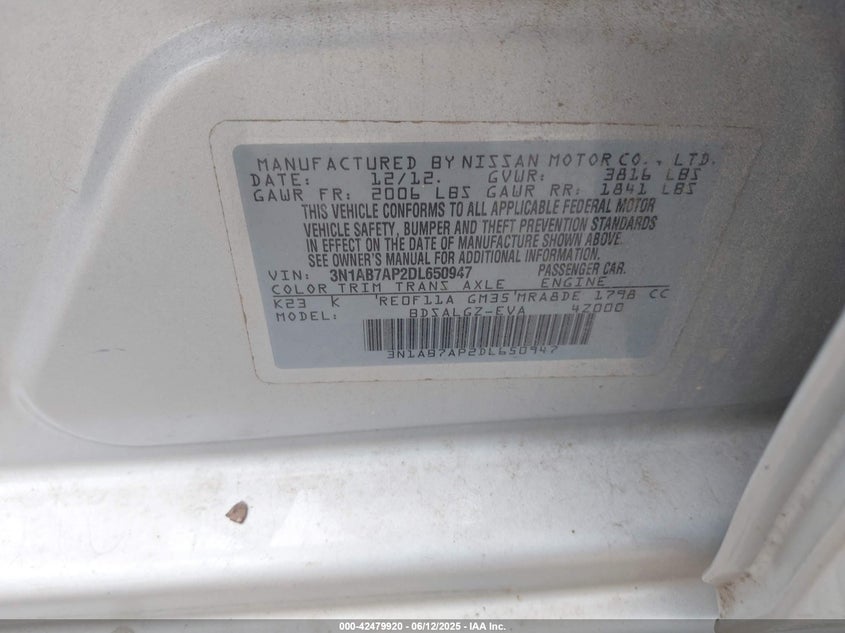 MANUFACTURED BY NISSAN MOTOR CO., LTD.
DATE: 12/12. GVWR: 3816 LBS
GAWR FR: 2006 LBS GAWR RR: 1841 LBS
THIS VEHICLE CONFORMS TO ALL APPLICABLE FEDERAL MOTOR
VEHICLE SAFETY, BUMPER AND THEFT PREVENTION STANDARDS
IN EFFECT ON THE DATE OF MANUFACTURE SHOWN ABOVE.
SEE OWNER'S MANUAL FOR ADDITIONAL INFORMATION.
VIN: 3N1AB7AP2DL650947 PASSENGER CAR.
COLOR TRIM TRANS AXLE ENGINE
K23 K 'REOF11A GM35'MRA8DE 1798 CC
MODEL: BDSALGZ-EVA 4Z000
3N1AB7AP2DL650947
000-42479920 - 06/12/2025 - IAA Inc.